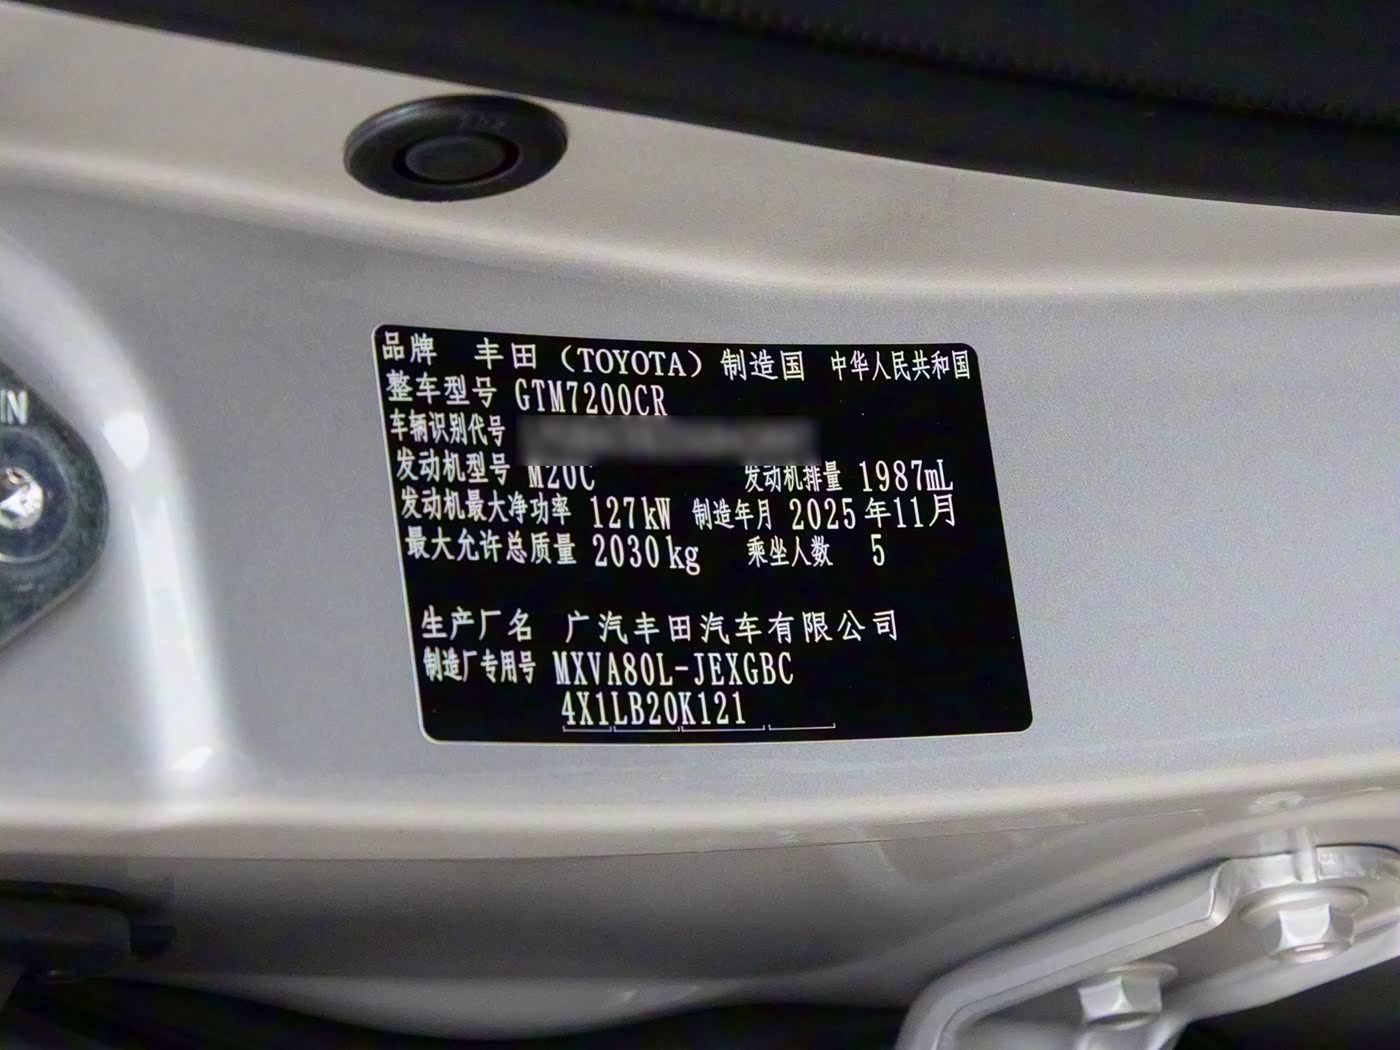 品牌 丰田（TOYOTA）制造国 中华人民共和国
整车型号 GTM7200CR
车辆识别代号
发动机型号 M20C 发动机排量 1987mL
发动机最大净功率 127kW 制造年月 2025年11月
最大允许总质量 2030kg 乘坐人数 5
生产厂名 广汽丰田汽车有限公司
制造厂专用号 MXVA80L-JEXGBC
4X1LB20K121
IN